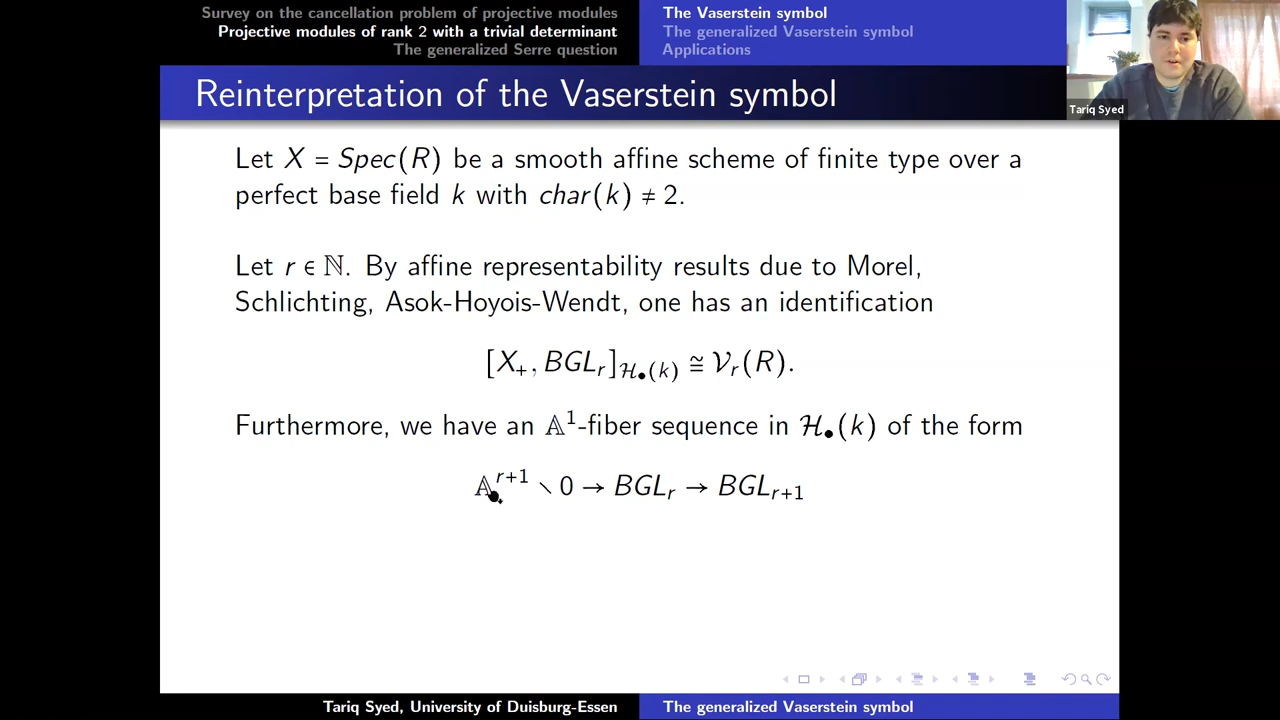 Survey on the cancellation problem of projective modules
Projective modules of rank 2 with a trivial determinant
The generalized Serre question
The Vaserstein symbol
The generalized Vaserstein symbol
Applications
Reinterpretation of the Vaserstein symbol
Tariq Syed
Let X = Spec(R) be a smooth affine scheme of finite type over a
perfect base field k with char(k) ≠ 2.
Let r ∈ ℕ. By affine representability results due to Morel,
Schlichting, Asok-Hoyois-Wendt, one has an identification
[X₊, BGLᵣ]_{𝓗•(k)} ≅ 𝒱ᵣ(R).
Furthermore, we have an 𝔸¹-fiber sequence in 𝓗•(k) of the form
𝔸^{r+1} ∖ 0 → BGLᵣ → BGL_{r+1}
Tariq Syed, University of Duisburg-Essen
The generalized Vaserstein symbol